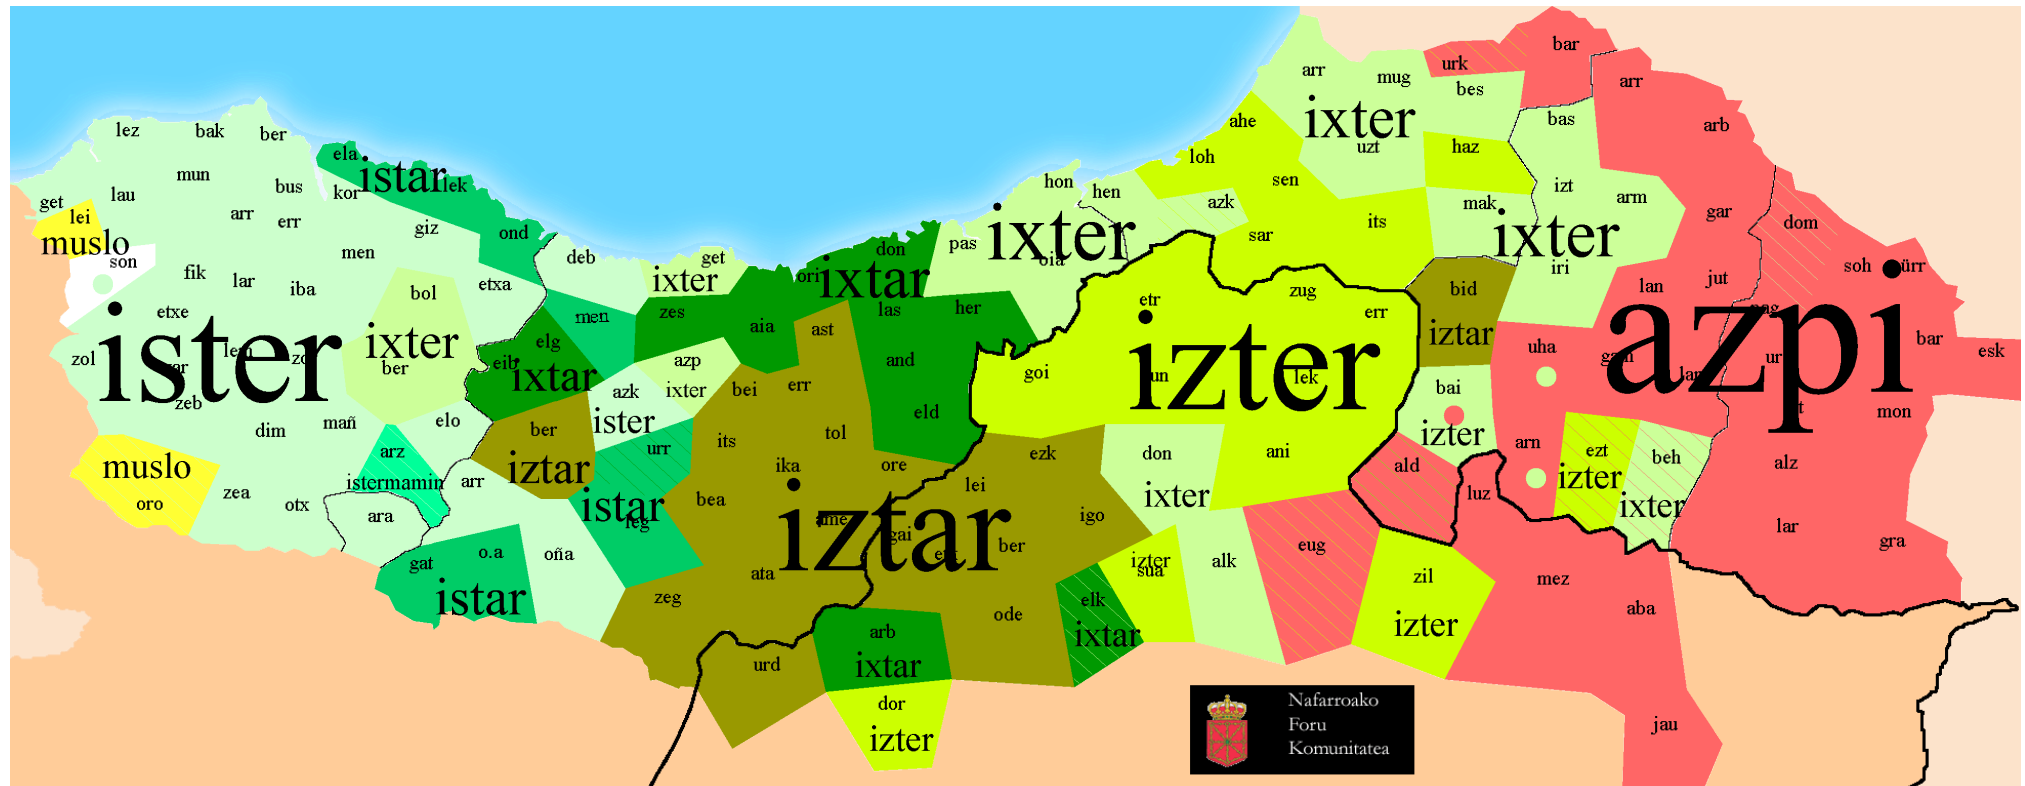 bar
urk
arr
mug
arr
bes
ixter
bas
arb
lez
bak
ber
ahe
uzt
haz
ela
istar
lek
loh
mun
sen
izt
arm
bus
kor
lau
get
lei
hon
hen
azk
mak
gar
dom
arr
err
giz
ond
its
muslo
son
men
pas
ixter
oia
sar
ixter
don
deb
get
ixter
ori
ixtar
iri
soh
ürr
fik
lar
iba
etxa
bol
lan
jut
zug
bid
etr
err
etxe
ister
men
zes
aia
ast
las
her
izter
iztar
azpi
pag
bar
esk
zol
lem
zo
ixter
ber
elg
eib
ixtar
azp
ixter
and
goi
uha
zeb
azk
ister
bei
err
lek
bai
mon
dim
mañ
elo
ber
eld
izter
its
tol
arn
muslo
arz
iztar
urr
ika
ore
ezk
don
ani
ald
ezt
izter
beh
alz
istermamin
arr
lei
ixter
luz
ixter
zea
otx
oro
ara
istar
leg
bea
iztar
ame
gai
igo
lar
gra
o.a
oña
ber
eug
gat
istar
ata
izter
sua
alk
zil
mez
zeg
ode
elk
ixtar
izter
aba
arb
ixtar
urd
dor
izter
jau
Nafarroako
Foru
Komunitatea